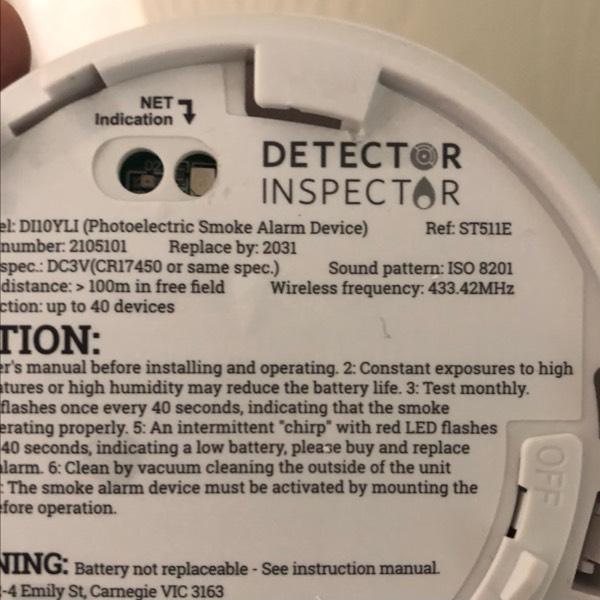 NET
Indication
DETECTOR
INSPECTOR
el: DI10YLI (Photoelectric Smoke Alarm Device) Ref: ST511E
number: 2105101 Replace by: 2031
spec.: DC3V(CR17450 or same spec.) Sound pattern: ISO 8201
distance: > 100m in free field Wireless frequency: 433.42MHz
ction: up to 40 devices
TION:
er's manual before installing and operating. 2: Constant exposures to high
atures or high humidity may reduce the battery life. 3: Test monthly.
flashes once every 40 seconds, indicating that the smoke
erating properly. 5: An intermittent "chirp" with red LED flashes
40 seconds, indicating a low battery, please buy and replace
alarm. 6: Clean by vacuum cleaning the outside of the unit
: The smoke alarm device must be activated by mounting the
efore operation.
OFF
NING: Battery not replaceable - See instruction manual.
-4 Emily St, Carnegie VIC 3163